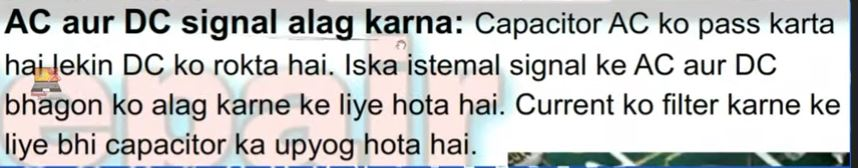 AC aur DC signal alag karna: Capacitor AC ko pass karta
hai lekin DC ko rokta hai. Iska istemal signal ke AC aur DC
bhagon ko alag karne ke liye hota hai. Current ko filter karne ke
liye bhi capacitor ka upyog hota hai.
epair